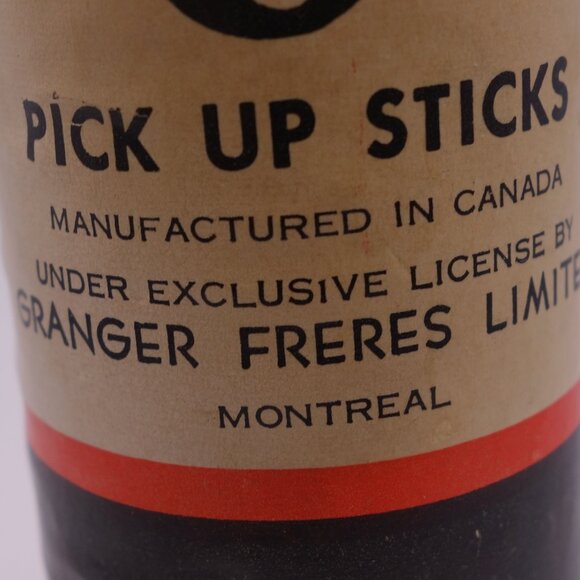 PICK UP STICKS
MANUFACTURED IN CANADA
UNDER EXCLUSIVE LICENSE BY
GRANGER FRERES LIMITE
MONTREAL